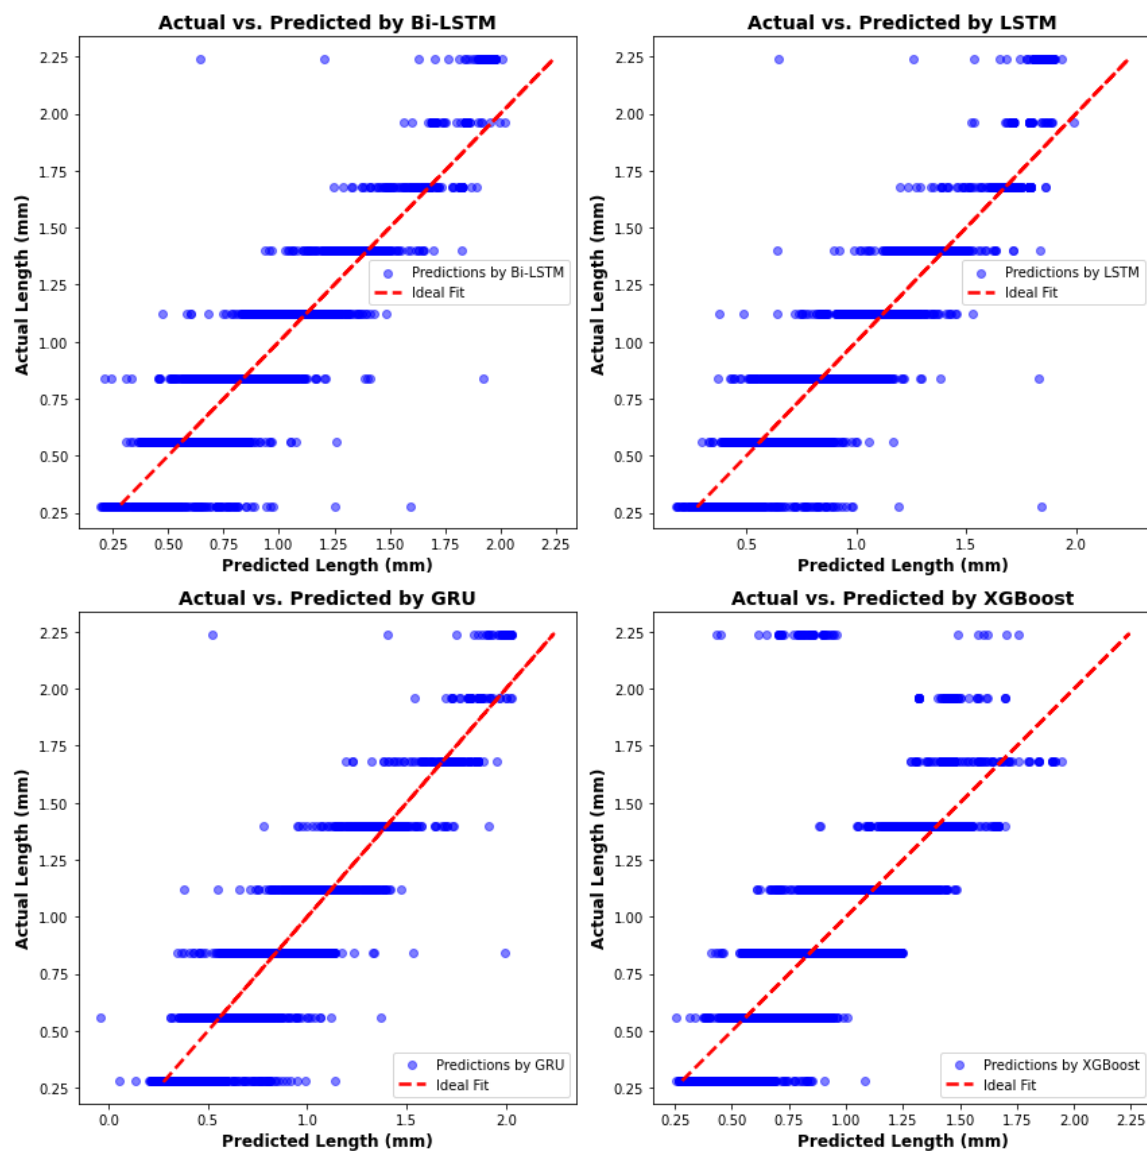 Actual vs. Predicted by Bi-LSTM
2.25
2.00
1.75
1.50
1.25
1.00
0.75
0.50
0.25
Actual Length (mm)
Predictions by Bi-LSTM
Ideal Fit
0.25 0.50 0.75 1.00 1.25 1.50 1.75 2.00 2.25
Predicted Length (mm)
Actual vs. Predicted by LSTM
2.25
2.00
1.75
1.50
1.25
1.00
0.75
0.50
0.25
Actual Length (mm)
Predictions by LSTM
Ideal Fit
0.5 1.0 1.5 2.0
Predicted Length (mm)
Actual vs. Predicted by GRU
2.25
2.00
1.75
1.50
1.25
1.00
0.75
0.50
0.25
Actual Length (mm)
Predictions by GRU
Ideal Fit
0.0 0.5 1.0 1.5 2.0
Predicted Length (mm)
Actual vs. Predicted by XGBoost
2.25
2.00
1.75
1.50
1.25
1.00
0.75
0.50
0.25
Actual Length (mm)
Predictions by XGBoost
Ideal Fit
0.25 0.50 0.75 1.00 1.25 1.50 1.75 2.00 2.25
Predicted Length (mm)